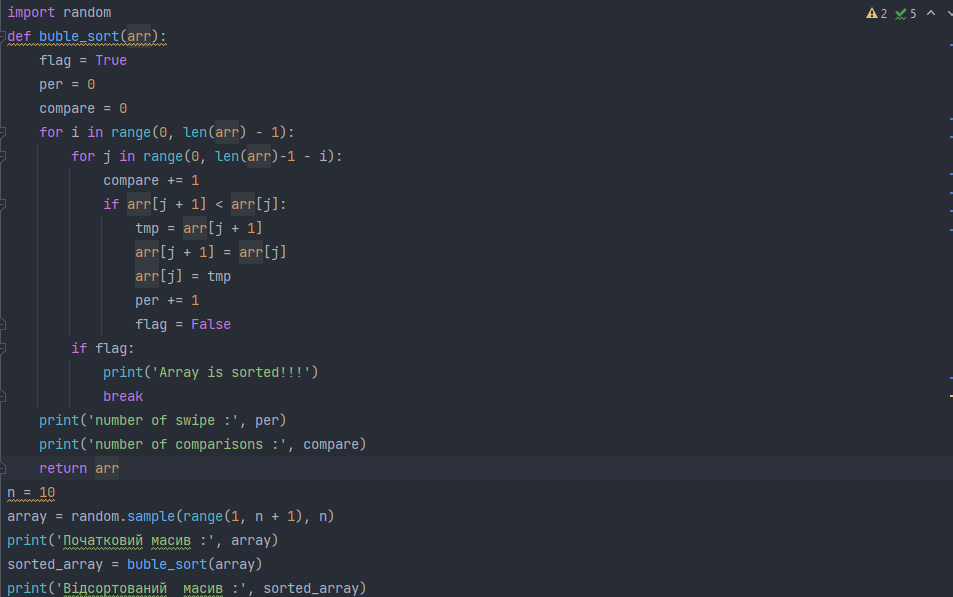 import random
2 5
def buble_sort(arr):
    flag = True
    per = 0
    compare = 0
    for i in range(0, len(arr) - 1):
        for j in range(0, len(arr)-1 - i):
            compare += 1
            if arr[j + 1] < arr[j]:
                tmp = arr[j + 1]
                arr[j + 1] = arr[j]
                arr[j] = tmp
                per += 1
                flag = False
        if flag:
            print('Array is sorted!!!')
            break
    print('number of swipe :', per)
    print('number of comparisons :', compare)
    return arr
n = 10
array = random.sample(range(1, n + 1), n)
print('Початковий масив :', array)
sorted_array = buble_sort(array)
print('Відсортований  масив :', sorted_array)